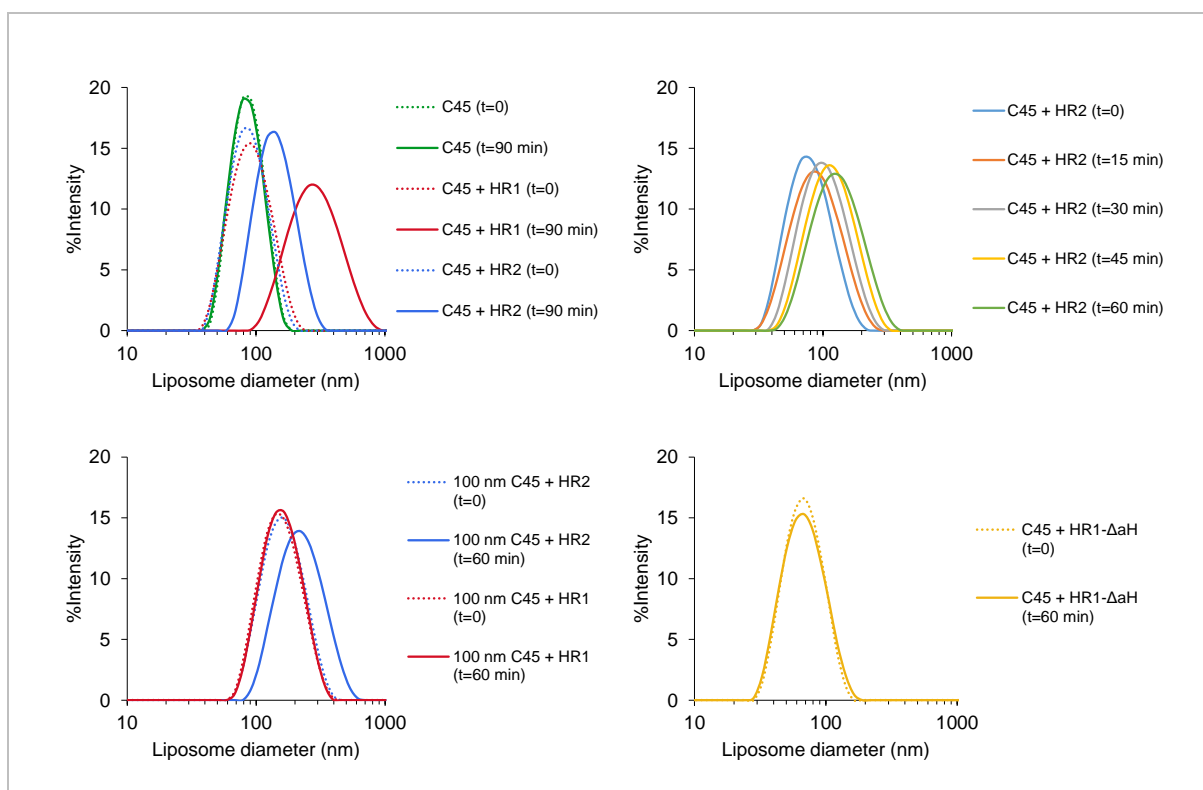 20
15
10
5
0
%Intensity
10
100
1000
Liposome diameter (nm)
C45 (t=0)
C45 (t=90 min)
C45 + HR1 (t=0)
C45 + HR1 (t=90 min)
C45 + HR2 (t=0)
C45 + HR2 (t=90 min)
20
15
10
5
0
%Intensity
10
100
1000
Liposome diameter (nm)
C45 + HR2 (t=0)
C45 + HR2 (t=15 min)
C45 + HR2 (t=30 min)
C45 + HR2 (t=45 min)
C45 + HR2 (t=60 min)
20
15
10
5
0
%Intensity
10
100
1000
Liposome diameter (nm)
100 nm C45 + HR2
(t=0)
100 nm C45 + HR2
(t=60 min)
100 nm C45 + HR1
(t=0)
100 nm C45 + HR1
(t=60 min)
20
15
10
5
0
%Intensity
10
100
1000
Liposome diameter (nm)
C45 + HR1-ΔaH
(t=0)
C45 + HR1-ΔaH
(t=60 min)